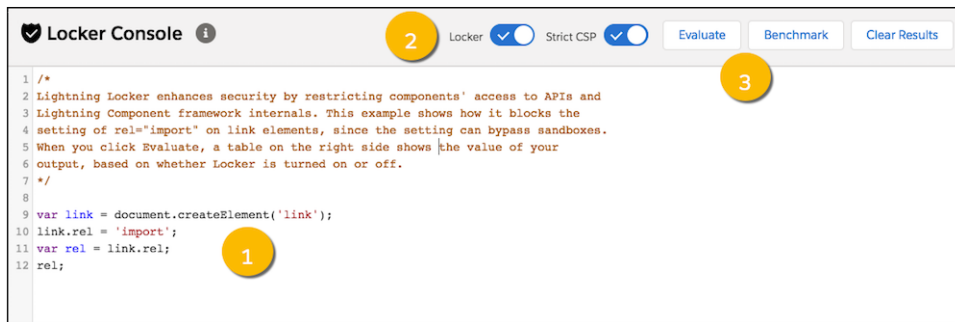 Locker Console i 2 Locker Strict CSP Evaluate Benchmark Clear Results
3
1 /*
2 Lightning Locker enhances security by restricting components' access to APIs and
3 Lightning Component framework internals. This example shows how it blocks the
4 setting of rel="import" on link elements, since the setting can bypass sandboxes.
5 When you click Evaluate, a table on the right side shows the value of your
6 output, based on whether Locker is turned on or off.
7 */
8
9 var link = document.createElement('link');
10 link.rel = 'import';
11 var rel = link.rel;
1
12 rel;